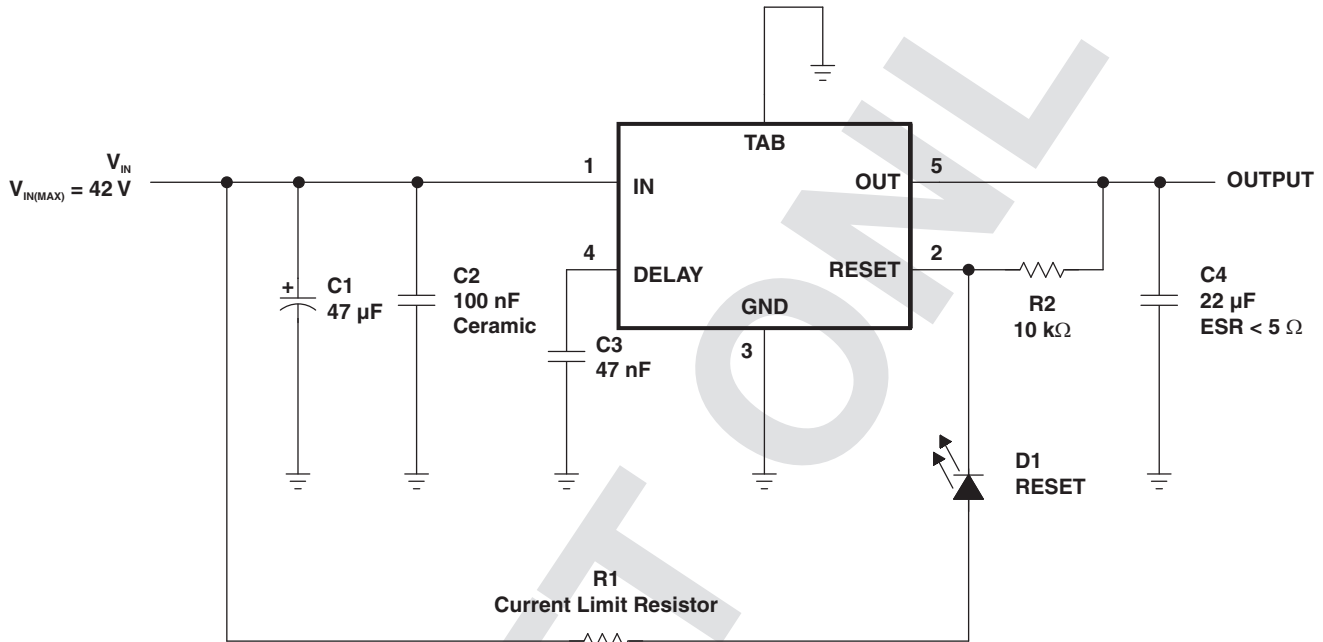 TAB
V_IN
V_IN(MAX) = 42 V
1
IN
OUT
5
OUTPUT
4
DELAY
RESET
2
GND
3
+
C1
47 µF
C2
100 nF
Ceramic
C3
47 nF
R2
10 kΩ
C4
22 µF
ESR < 5 Ω
D1
RESET
R1
Current Limit Resistor
T ONL